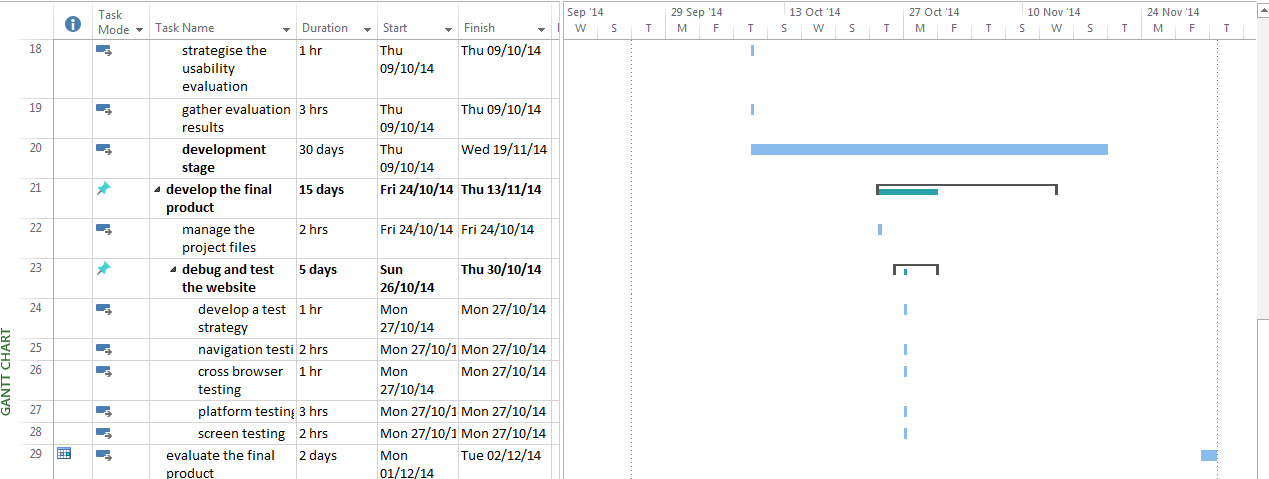 Task Mode Task Name Duration Start Finish
Sep '14 29 Sep '14 13 Oct '14 27 Oct '14 10 Nov '14 24 Nov '14
W S T M F T S W S T M F T S W S T M F T
18 strategise the usability evaluation 1 hr Thu 09/10/14 Thu 09/10/14
19 gather evaluation results 3 hrs Thu 09/10/14 Thu 09/10/14
20 development stage 30 days Thu 09/10/14 Wed 19/11/14
21 develop the final product 15 days Fri 24/10/14 Thu 13/11/14
22 manage the project files 2 hrs Fri 24/10/14 Fri 24/10/14
23 debug and test the website 5 days Sun 26/10/14 Thu 30/10/14
24 develop a test strategy 1 hr Mon 27/10/14 Mon 27/10/14
25 navigation testi 2 hrs Mon 27/10/1 Mon 27/10/14
26 cross browser testing 1 hr Mon 27/10/14 Mon 27/10/14
27 platform testing 3 hrs Mon 27/10/1 Mon 27/10/14
28 screen testing 2 hrs Mon 27/10/1 Mon 27/10/14
29 evaluate the final product 2 days Mon 01/12/14 Tue 02/12/14
GANTT CHART